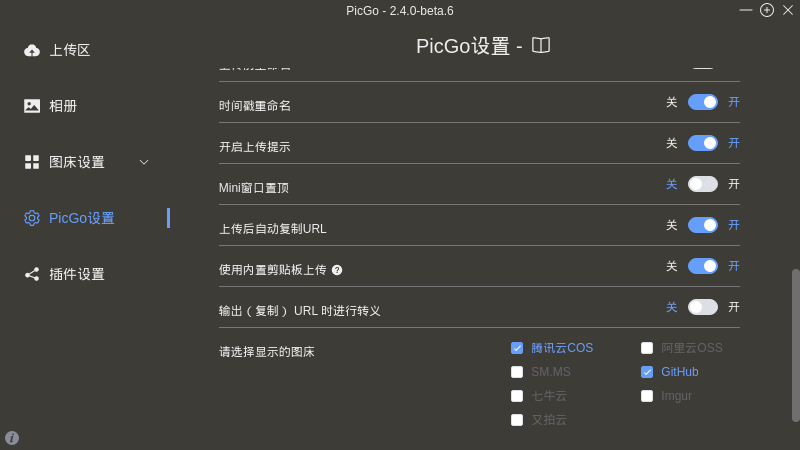 PicGo - 2.4.0-beta.6
上传区
相册
图床设置
PicGo设置
插件设置
PicGo设置 -
时间戳重命名 关 开
开启上传提示 关 开
Mini窗口置顶 关 开
上传后自动复制URL 关 开
使用内置剪贴板上传 关 开
输出（复制） URL 时进行转义 关 开
请选择显示的图床
腾讯云COS 阿里云OSS
SM.MS GitHub
七牛云 Imgur
又拍云